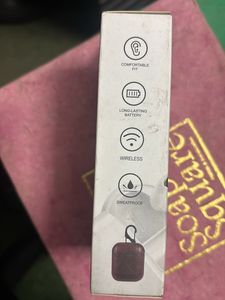 COMFORTABLE
FIT
LONG-LASTING
BATTERY
WIRELESS
SWEATPROOF
Soap
Square